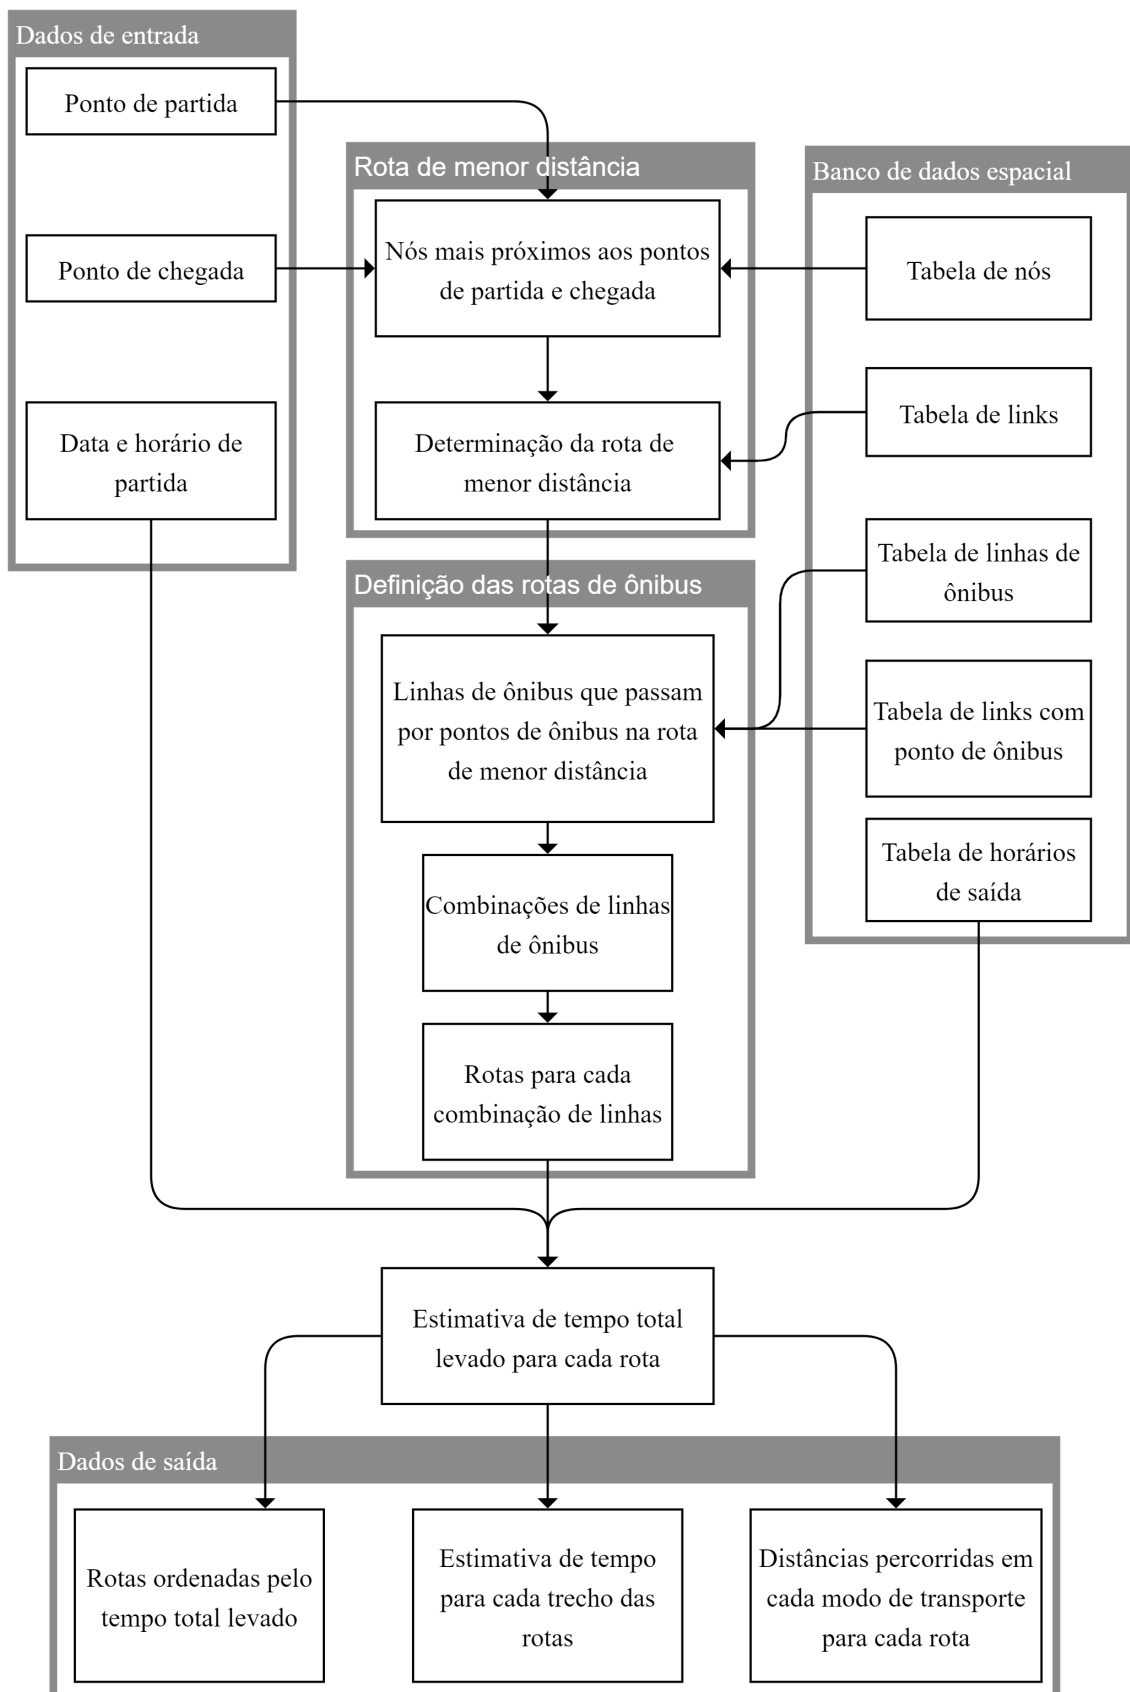 Dados de entrada
Ponto de partida
Ponto de chegada
Data e horário de
partida
Rota de menor distância
Nós mais próximos aos pontos
de partida e chegada
Determinação da rota de
menor distância
Banco de dados espacial
Tabela de nós
Tabela de links
Tabela de linhas de
ônibus
Tabela de links com
ponto de ônibus
Tabela de horários
de saída
Definição das rotas de ônibus
Linhas de ônibus que passam
por pontos de ônibus na rota
de menor distância
Combinações de linhas
de ônibus
Rotas para cada
combinação de linhas
Estimativa de tempo total
levado para cada rota
Dados de saída
Rotas ordenadas pelo
tempo total levado
Estimativa de tempo
para cada trecho das
rotas
Distâncias percorridas em
cada modo de transporte
para cada rota